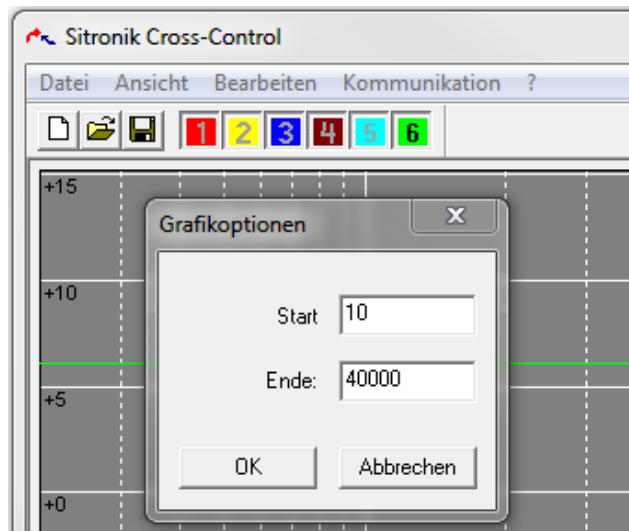 Sitronik Cross-Control
Datei Ansicht Bearbeiten Kommunikation ?
1 2 3 4 5 6
+15
Grafikoptionen
+10
Start 10
Ende: 40000
+5
OK Abbrechen
+0